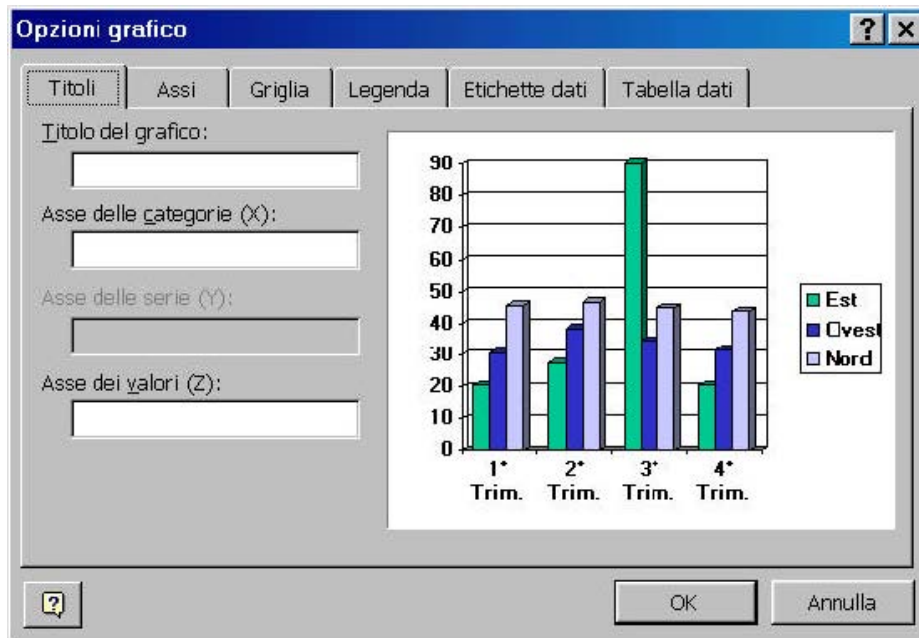 Opzioni grafico
Titoli Assi Griglia Legenda Etichette dati Tabella dati
Titolo del grafico:
Asse delle categorie (X):
Asse delle serie (Y):
Asse dei valori (Z):
90
80
70
60
50
40
30
20
10
0
1° 2° 3° 4°
Trim. Trim. Trim. Trim.
Est
Ovest
Nord
OK Annulla